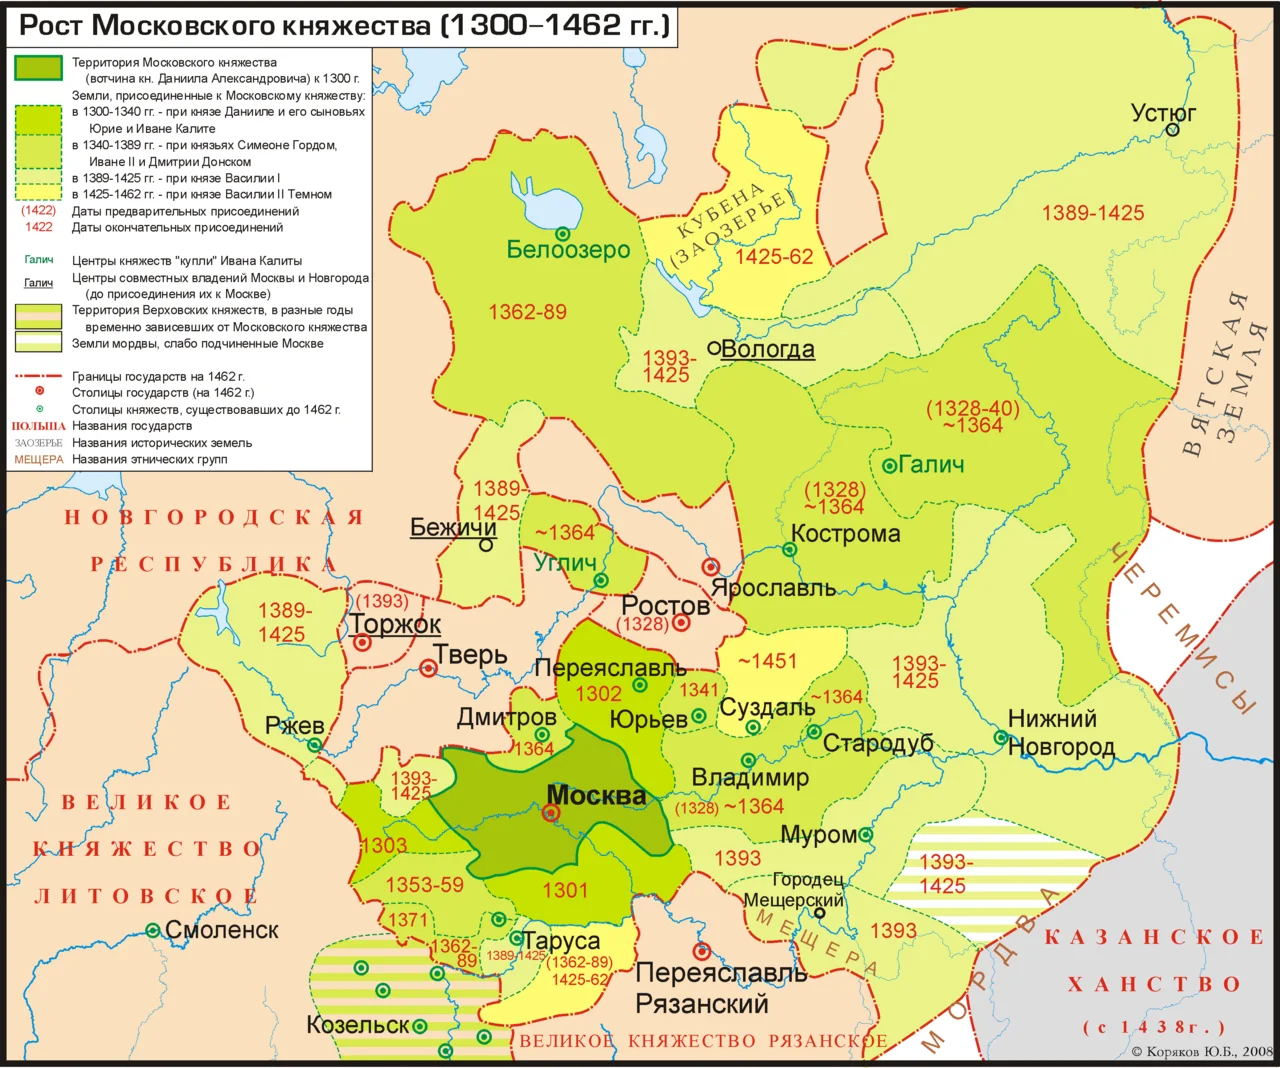 Рост Московского княжества (1300–1462 гг.)
Территория Московского княжества
(вотчина кн. Даниила Александровича) к 1300 г.
Земли, присоединенные к Московскому княжеству:
в 1300-1340 гг. - при князе Данииле и его сыновьях
Юрие и Иване Калите
в 1340-1389 гг. - при князьях Симеоне Гордом,
Иване II и Дмитрии Донском
в 1389-1425 гг. - при князе Василии I
в 1425-1462 гг. - при князе Василии II Темном
(1422) Даты предварительных присоединений
1422 Даты окончательных присоединений
Галич Центры княжеств "купли" Ивана Калиты
Галич Центры совместных владений Москвы и Новгорода
(до присоединения их к Москве)
Территория Верховских княжеств, в разные годы
временно зависевших от Московского княжества
Земли мордвы, слабо подчиненные Москве
Границы государств на 1462 г.
Столицы государств (на 1462 г.)
Столицы княжеств, существовавших до 1462 г.
ПОЛЬША Названия государств
ЗАОЗЕРЬЕ Названия исторических земель
МЕЩЕРА Названия этнических групп
Устюг
1389-1425
КУБЕНА
(ЗАОЗЕРЬЕ)
1425-62
Белоозеро
1362-89
ВЯТСКАЯ
ЗЕМЛЯ
Вологда
1393-
1425
(1328-40)
~1364
Галич
(1328)
~1364
Кострома
1389-
1425
Бежичи
~1364
Углич
НОВГОРОДСКАЯ
РЕСПУБЛИКА
ЧЕРЕМИСЫ
Ярославль
Ростов
(1328)
1389-
1425
(1393)
Торжок
Тверь
Переяславль
1302
1341
Юрьев
~1451
Суздаль
~1364
Стародуб
1393-
1425
Нижний
Новгород
Ржев
Дмитров
1364
Владимир
(1328) ~1364
1393-
1425
Москва
Муром
1303
1393
1393-
1425
ВЕЛИКОЕ
КНЯЖЕСТВО
ЛИТОВСКОЕ
1353-59
1301
Городец
Мещерский
МЕЩЕРА
1393
МОРДВА
1371
1362-
89
1389-1425
Таруса
(1362-89)
1425-62
Смоленск
Переяславль
Рязанский
КАЗАНСКОЕ
ХАНСТВО
(с 1438г.)
Козельск
ВЕЛИКОЕ КНЯЖЕСТВО РЯЗАНСКОЕ
© Коряков Ю.Б., 2008